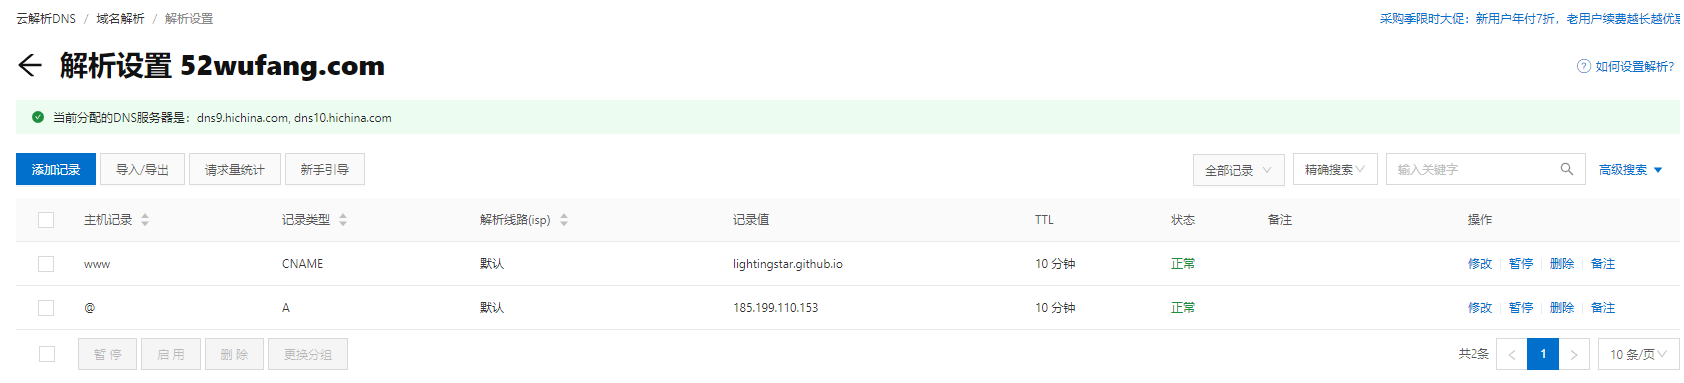 云解析DNS / 域名解析 / 解析设置
采购季限时大促：新用户年付7折，老用户续费越长越优
解析设置 52wufang.com
如何设置解析?
当前分配的DNS服务器是：dns9.hichina.com, dns10.hichina.com
添加记录 导入/导出 请求量统计 新手引导 全部记录 精确搜索 输入关键字 高级搜索
主机记录 记录类型 解析线路(isp) 记录值 TTL 状态 备注 操作
www CNAME 默认 lightingstar.github.io 10 分钟 正常 修改 暂停 删除 备注
@ A 默认 185.199.110.153 10 分钟 正常 修改 暂停 删除 备注
暂 停 启 用 删 除 更换分组 共2条 < 1 > 10 条/页